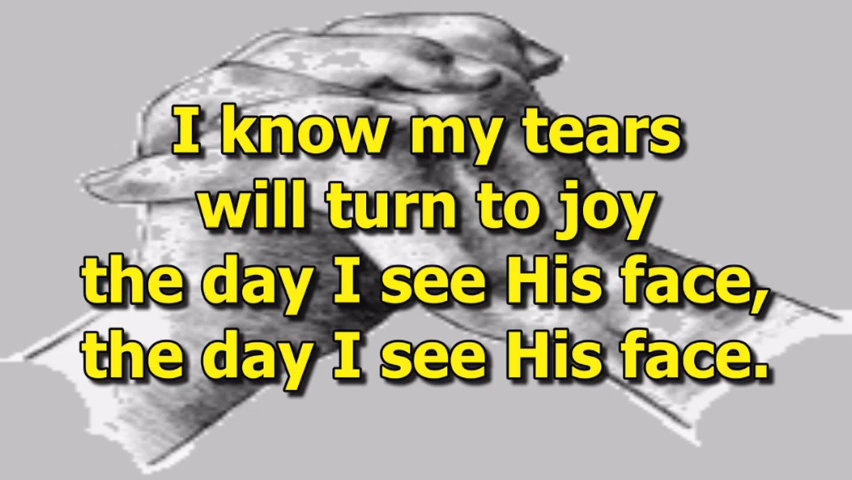 I know my tears
will turn to joy
the day I see His face,
the day I see His face.